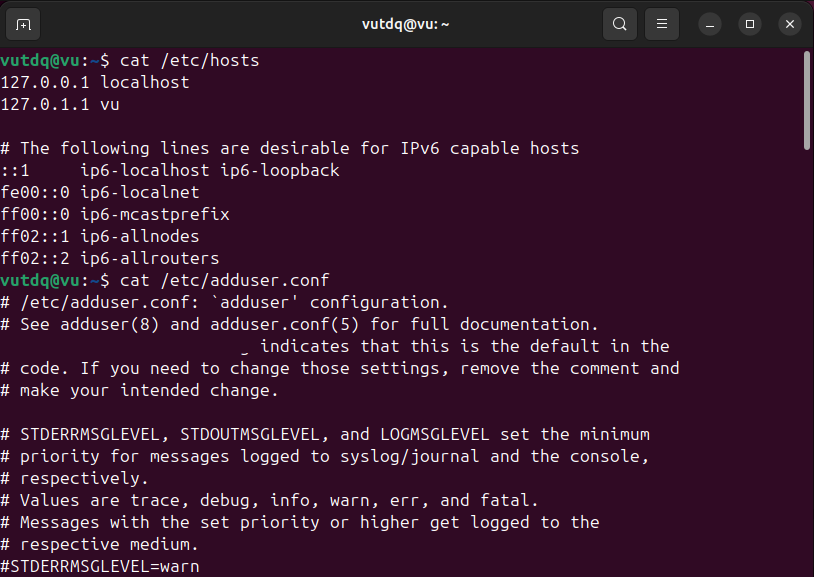 vutdq@vu: ~
vutdq@vu:~$ cat /etc/hosts
127.0.0.1 localhost
127.0.1.1 vu
# The following lines are desirable for IPv6 capable hosts
::1     ip6-localhost ip6-loopback
fe00::0 ip6-localnet
ff00::0 ip6-mcastprefix
ff02::1 ip6-allnodes
ff02::2 ip6-allrouters
vutdq@vu:~$ cat /etc/adduser.conf
# /etc/adduser.conf: `adduser' configuration.
# See adduser(8) and adduser.conf(5) for full documentation.
indicates that this is the default in the
# code. If you need to change those settings, remove the comment and
# make your intended change.
# STDERRMSGLEVEL, STDOUTMSGLEVEL, and LOGMSGLEVEL set the minimum
# priority for messages logged to syslog/journal and the console,
# respectively.
# Values are trace, debug, info, warn, err, and fatal.
# Messages with the set priority or higher get logged to the
# respective medium.
#STDERRMSGLEVEL=warn